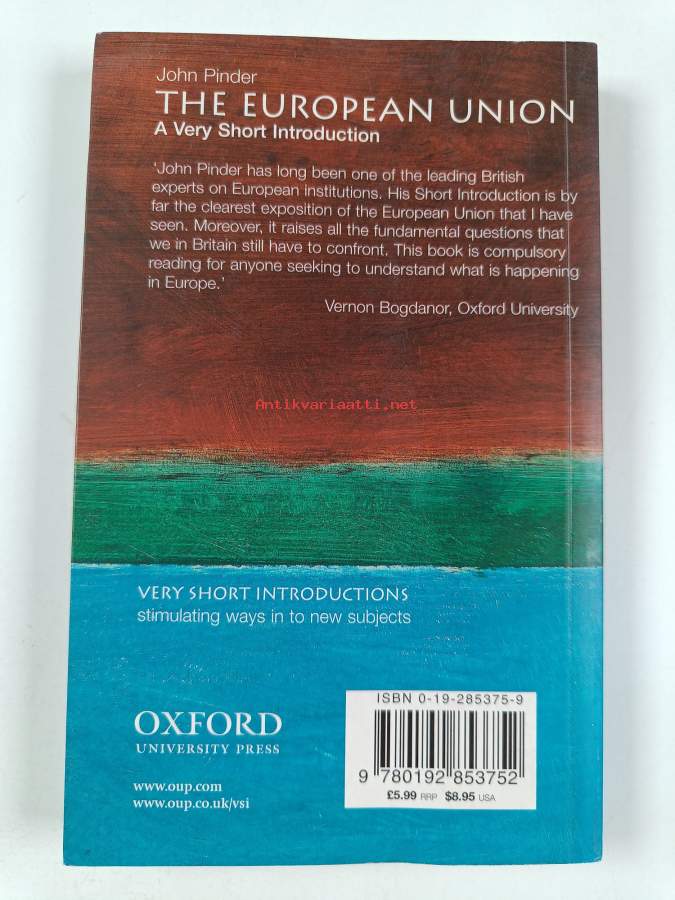 John Pinder
THE EUROPEAN UNION
A Very Short Introduction
'John Pinder has long been one of the leading British
experts on European institutions. His Short Introduction is by
far the clearest exposition of the European Union that I have
seen. Moreover, it raises all the fundamental questions that
we in Britain still have to confront. This book is compulsory
reading for anyone seeking to understand what is happening
in Europe.'
Vernon Bogdanor, Oxford University
Antikvariaatti.net
VERY SHORT INTRODUCTIONS
stimulating ways in to new subjects
OXFORD
UNIVERSITY PRESS
www.oup.com
www.oup.co.uk/vsi
ISBN 0-19-285375-9
9 780192 853752
£5.99 RRP $8.95 USA